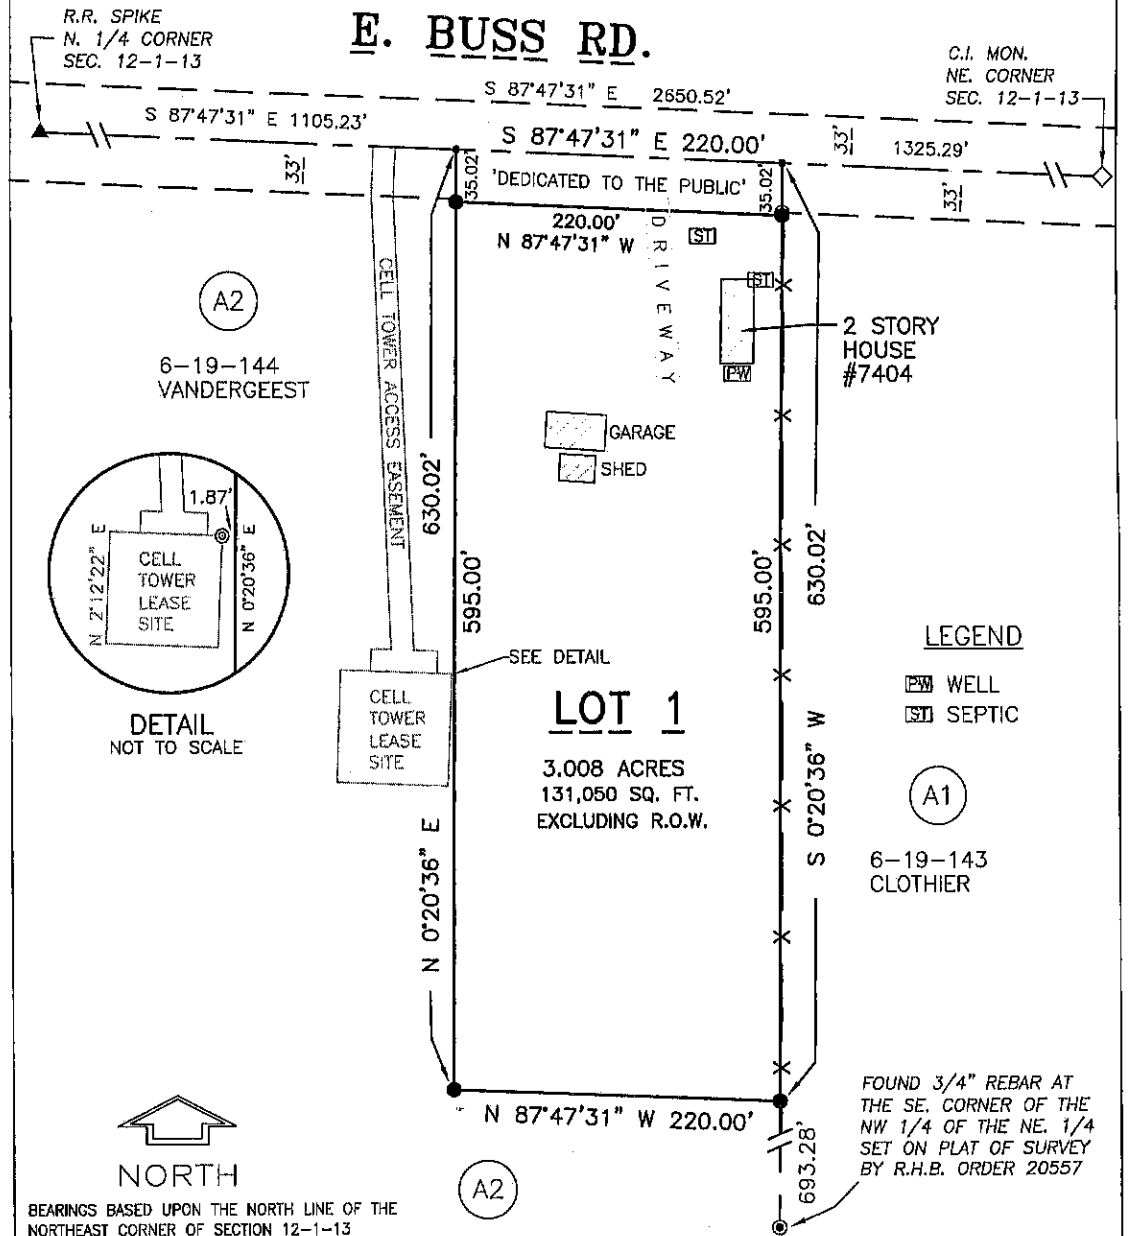 R.R. SPIKE
N. 1/4 CORNER
SEC. 12-1-13
E. BUSS RD.
C.I. MON.
NE. CORNER
SEC. 12-1-13
S 87°47'31" E 2650.52'
S 87°47'31" E 1105.23'
S 87°47'31" E 220.00'
33'
1325.29'
33'
35.02'
'DEDICATED TO THE PUBLIC'
35.02'
33'
220.00'
N 87°47'31" W
DRIVEWAY
ST
ST
2 STORY
HOUSE
#7404
PW
A2
6-19-144
VANDERGEEST
CELL TOWER ACCESS EASEMENT
630.02'
595.00'
GARAGE
SHED
595.00'
630.02'
1.87'
N 2°12'22" E
CELL
TOWER
LEASE
SITE
N 0°20'36" E
DETAIL
NOT TO SCALE
SEE DETAIL
CELL
TOWER
LEASE
SITE
LOT 1
3.008 ACRES
131,050 SQ. FT.
EXCLUDING R.O.W.
LEGEND
PW WELL
ST SEPTIC
A1
6-19-143
CLOTHIER
N 0°20'36" E
S 0°20'36" W
N 87°47'31" W 220.00'
693.28'
FOUND 3/4" REBAR AT
THE SE. CORNER OF THE
NW 1/4 OF THE NE. 1/4
SET ON PLAT OF SURVEY
BY R.H.B. ORDER 20557
A2
NORTH
BEARINGS BASED UPON THE NORTH LINE OF THE
NORTHEAST CORNER OF SECTION 12-1-13